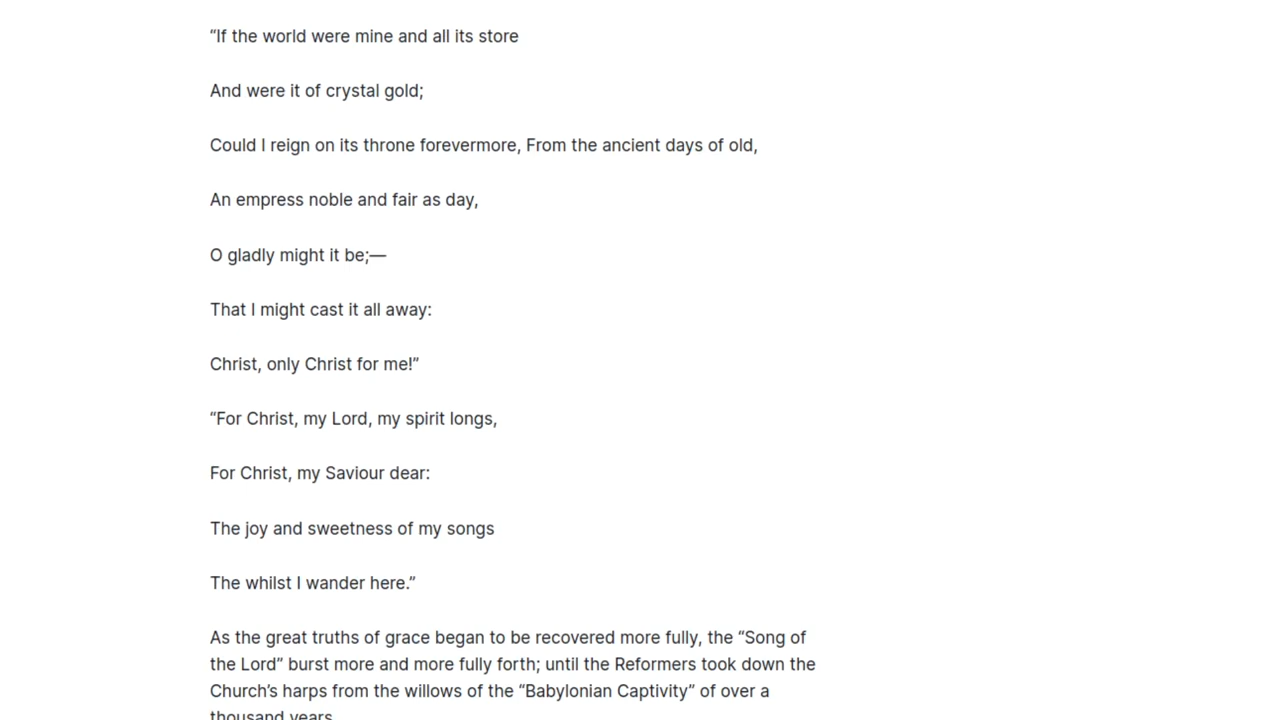 “If the world were mine and all its store
And were it of crystal gold;
Could I reign on its throne forevermore, From the ancient days of old,
An empress noble and fair as day,
O gladly might it be;—
That I might cast it all away:
Christ, only Christ for me!”
“For Christ, my Lord, my spirit longs,
For Christ, my Saviour dear:
The joy and sweetness of my songs
The whilst I wander here.”
As the great truths of grace began to be recovered more fully, the “Song of
the Lord” burst more and more fully forth; until the Reformers took down the
Church’s harps from the willows of the “Babylonian Captivity” of over a
thousand years